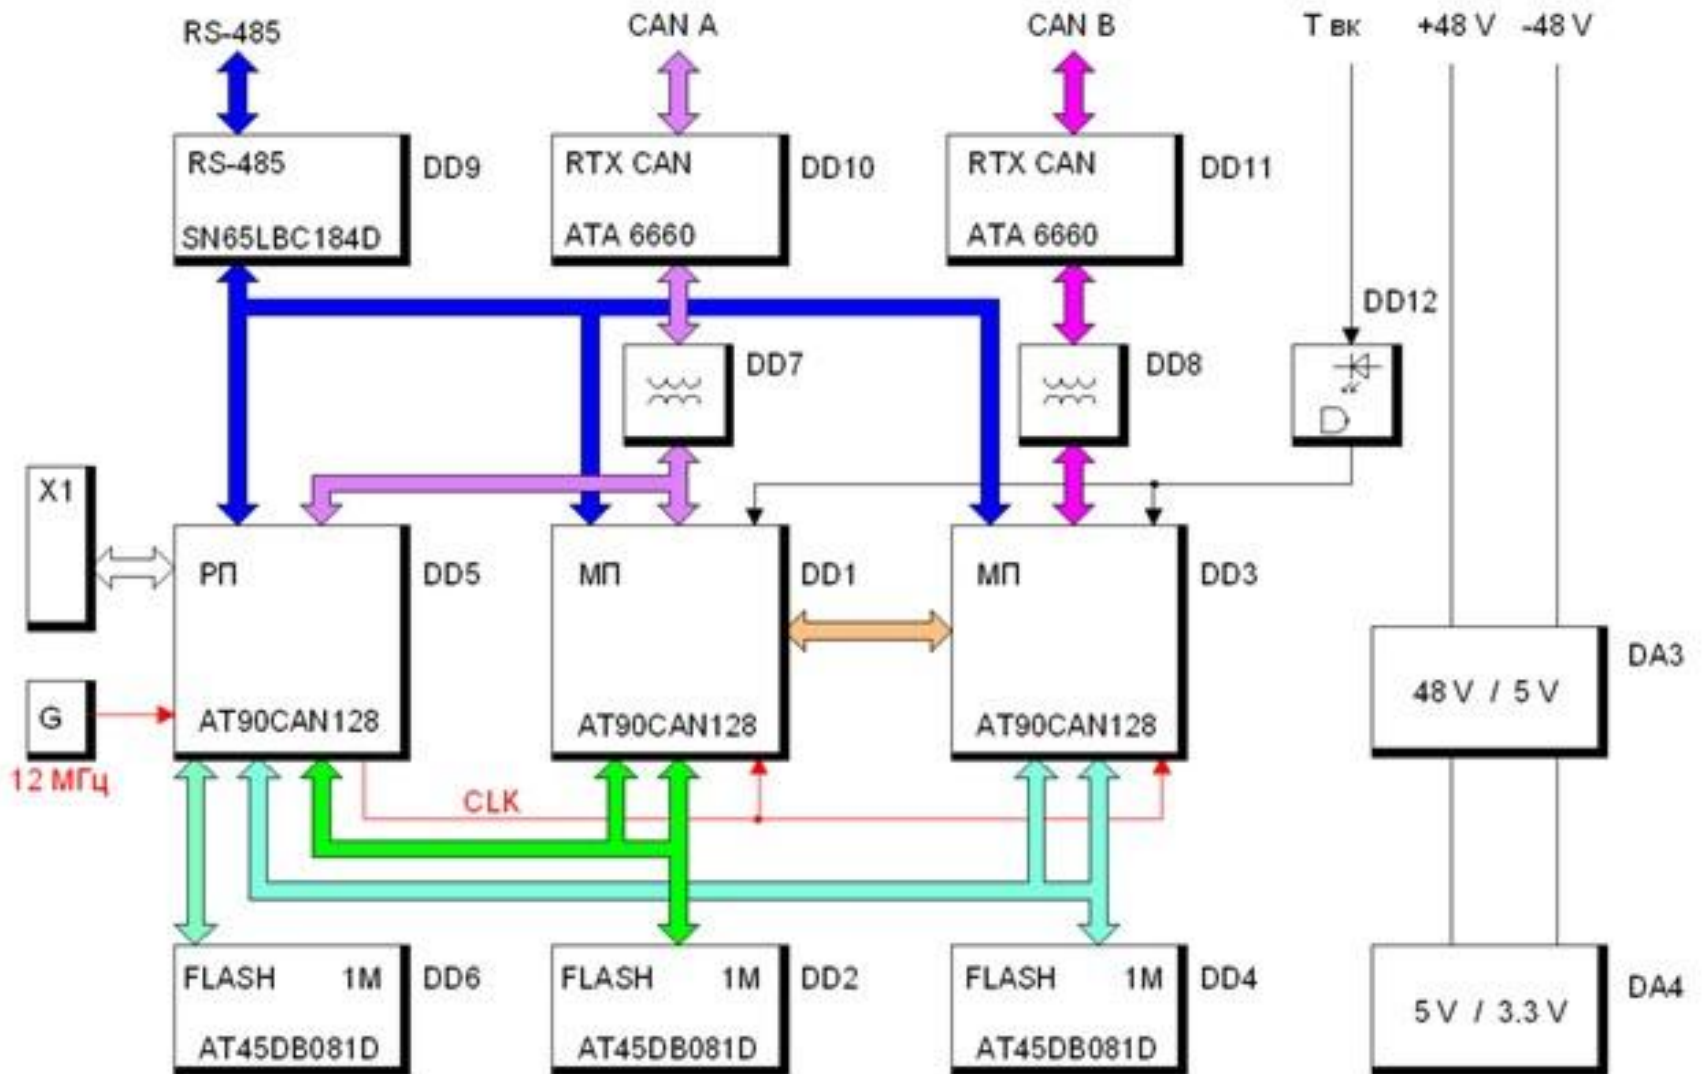 RS-485
CAN A
CAN B
Т вк
+48 V
-48 V
RS-485
SN65LBC184D
DD9
RTX CAN
ATA 6660
DD10
RTX CAN
ATA 6660
DD11
DD12
DD7
DD8
X1
РП
AT90CAN128
DD5
МП
AT90CAN128
DD1
МП
AT90CAN128
DD3
G
12 МГц
CLK
48 V / 5 V
DA3
FLASH 1M
AT45DB081D
DD6
FLASH 1M
AT45DB081D
DD2
FLASH 1M
AT45DB081D
DD4
5 V / 3.3 V
DA4